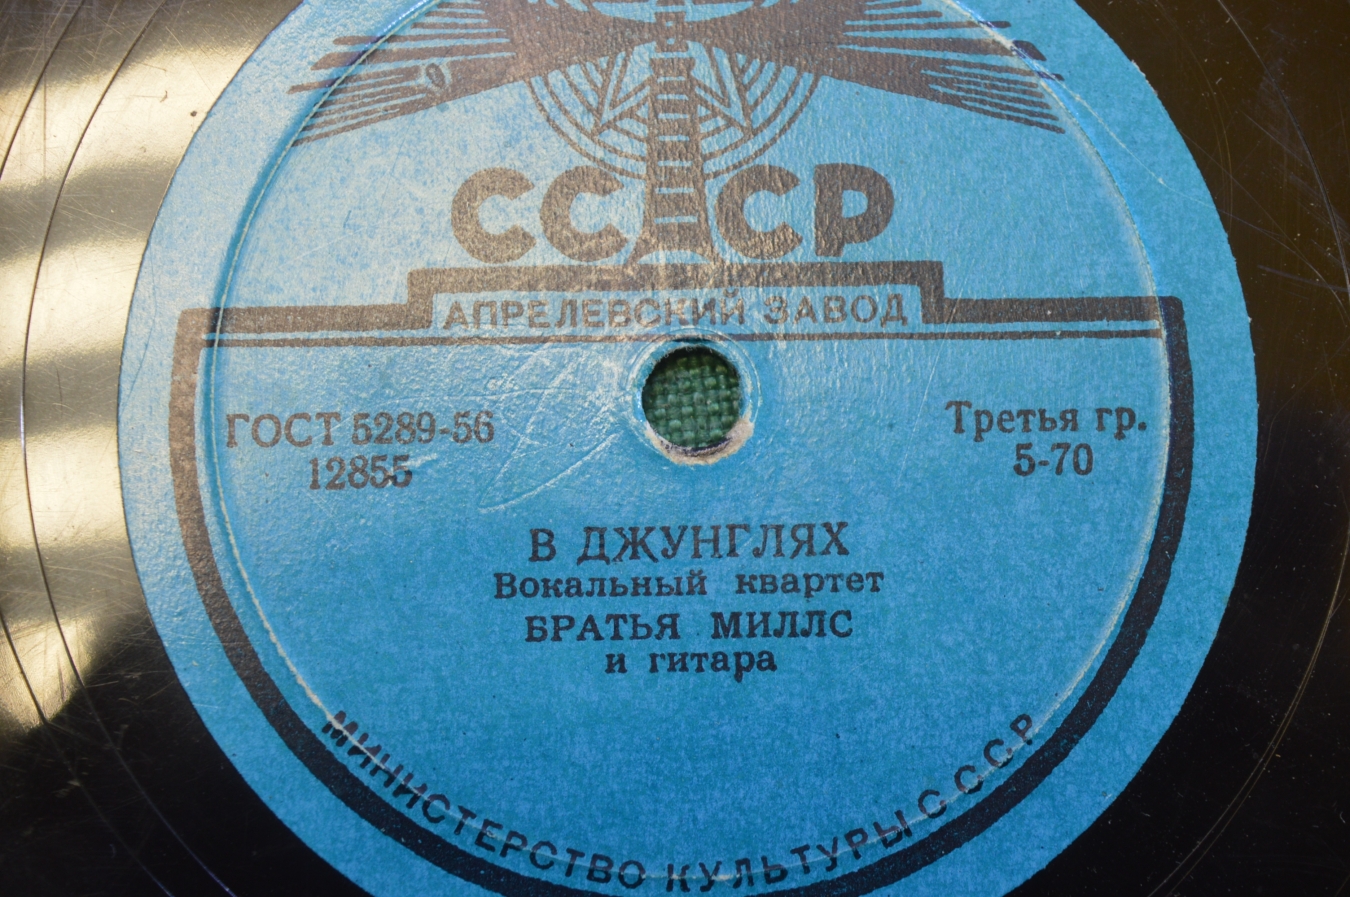 СССР
АПРЕЛЕВСКИЙ ЗАВОД
ГОСТ 5289-56
12855
Третья гр.
5-70
В ДЖУНГЛЯХ
Вокальный квартет
БРАТЬЯ МИЛЛС
и гитара
МИНИСТЕРСТВО КУЛЬТУРЫ СССР